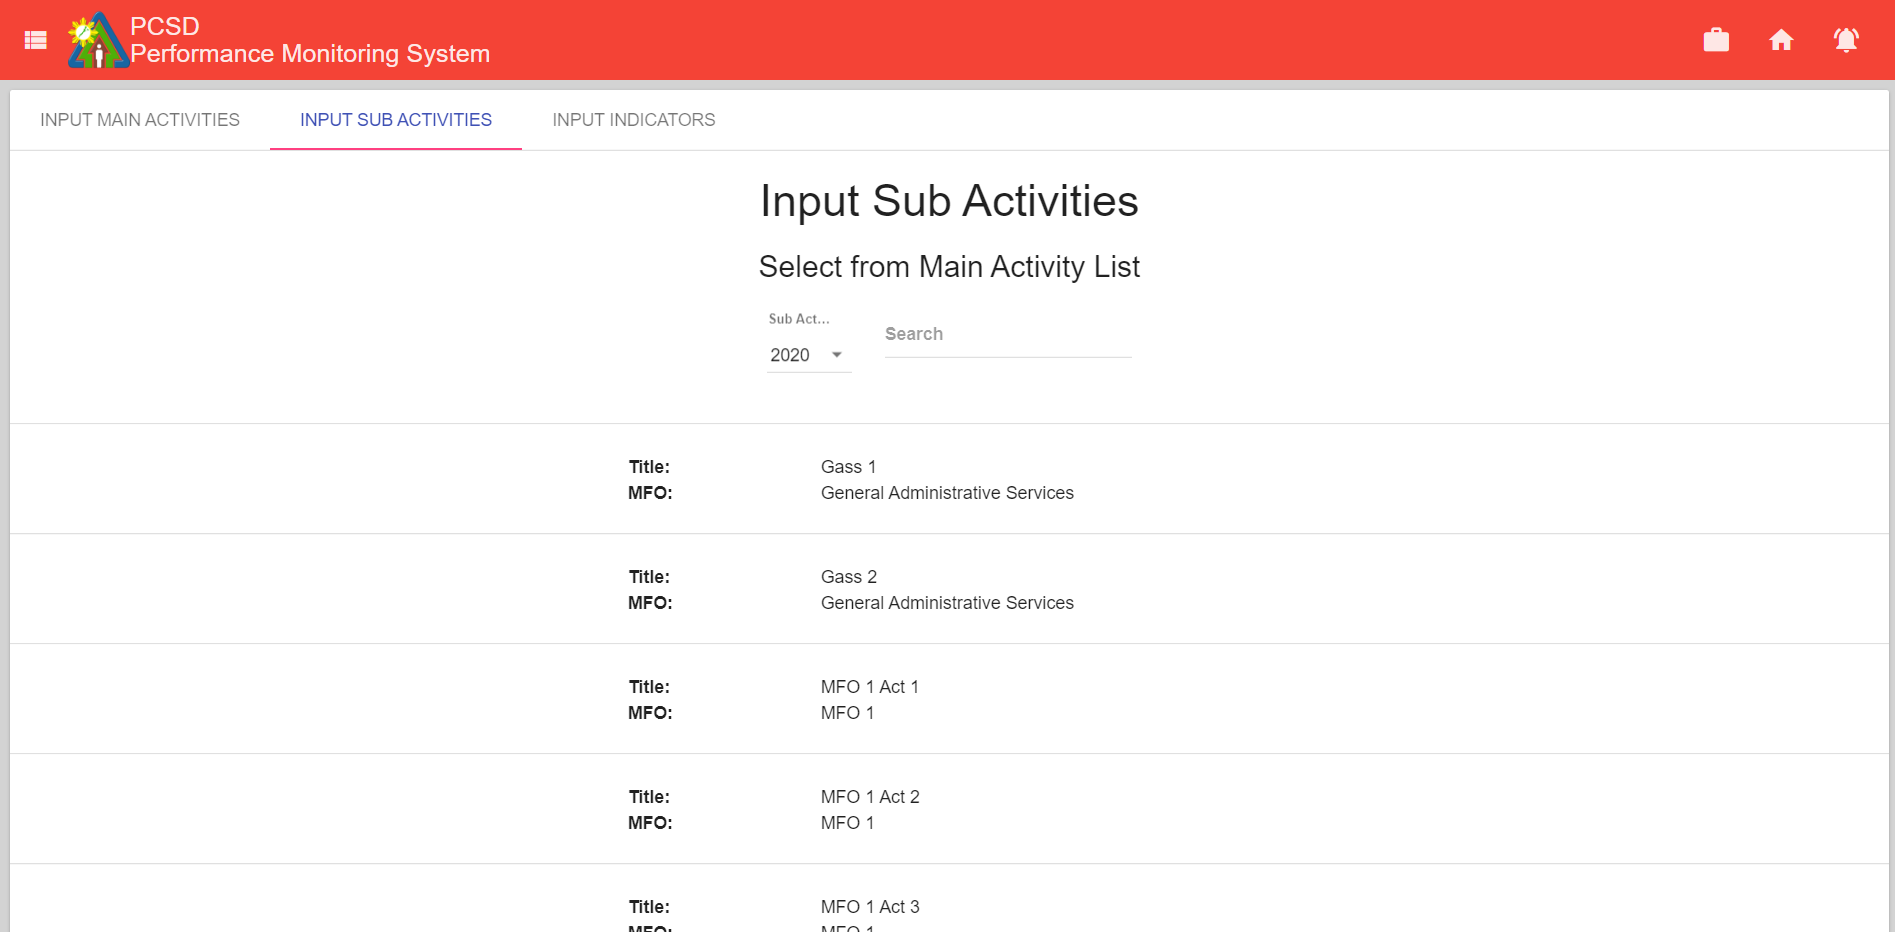 PCSD
Performance Monitoring System
INPUT MAIN ACTIVITIES
INPUT SUB ACTIVITIES
INPUT INDICATORS
Input Sub Activities
Select from Main Activity List
Sub Act...
2020
Search
Title: Gass 1
MFO: General Administrative Services
Title: Gass 2
MFO: General Administrative Services
Title: MFO 1 Act 1
MFO: MFO 1
Title: MFO 1 Act 2
MFO: MFO 1
Title: MFO 1 Act 3
MFO: MFO 1